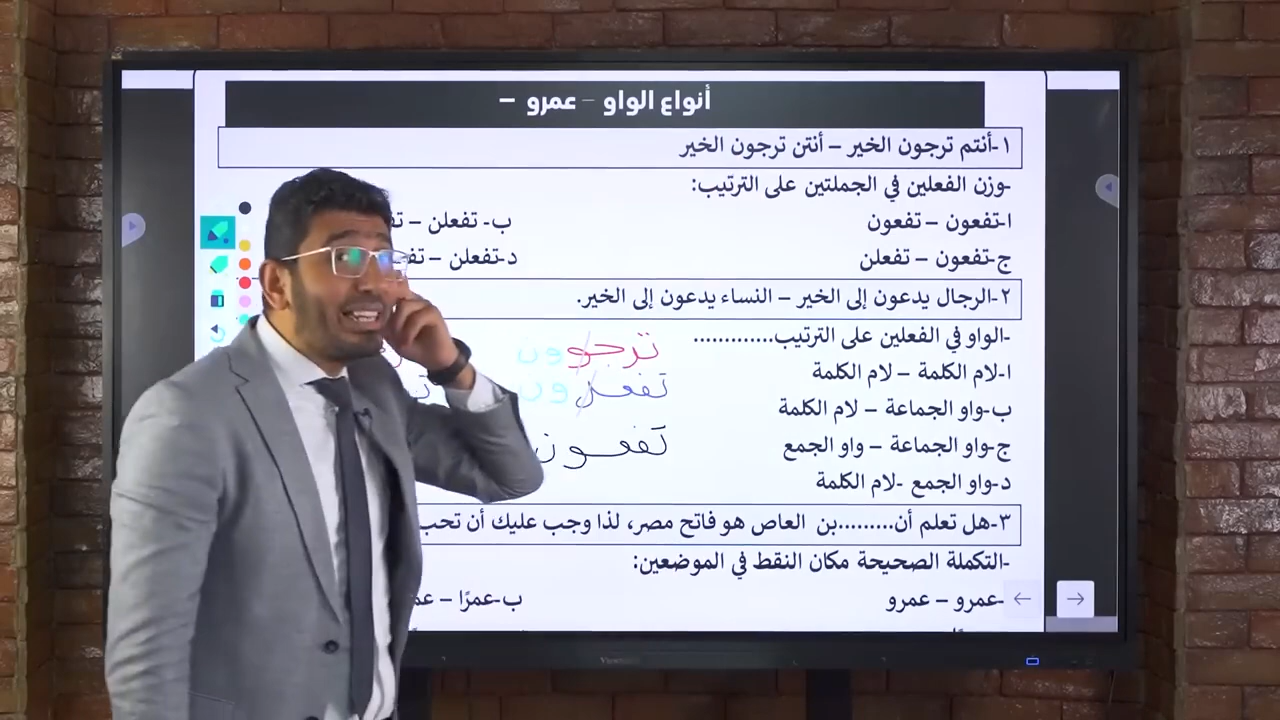 أنواع الواو – عمرو –
١-أنتم ترجون الخير – أنتن ترجون الخير
-وزن الفعلين في الجملتين على الترتيب:
ا-تفعون – تفعون
ب- تفعلن –
ج-تفعون – تفعلن
د-تفعلن –
٢-الرجال يدعون إلى الخير – النساء يدعون إلى الخير.
-الواو في الفعلين على الترتيب.............
ترجوون
ا-لام الكلمة – لام الكلمة
تفعلون
ب-واو الجماعة – لام الكلمة
ج-واو الجماعة – واو الجمع
تفعون
د-واو الجمع -لام الكلمة
٣-هل تعلم أن.........بن العاص هو فاتح مصر، لذا وجب عليك أن تحب
-التكملة الصحيحة مكان النقط في الموضعين:
-عمرو – عمرو
ب-عمرًا –